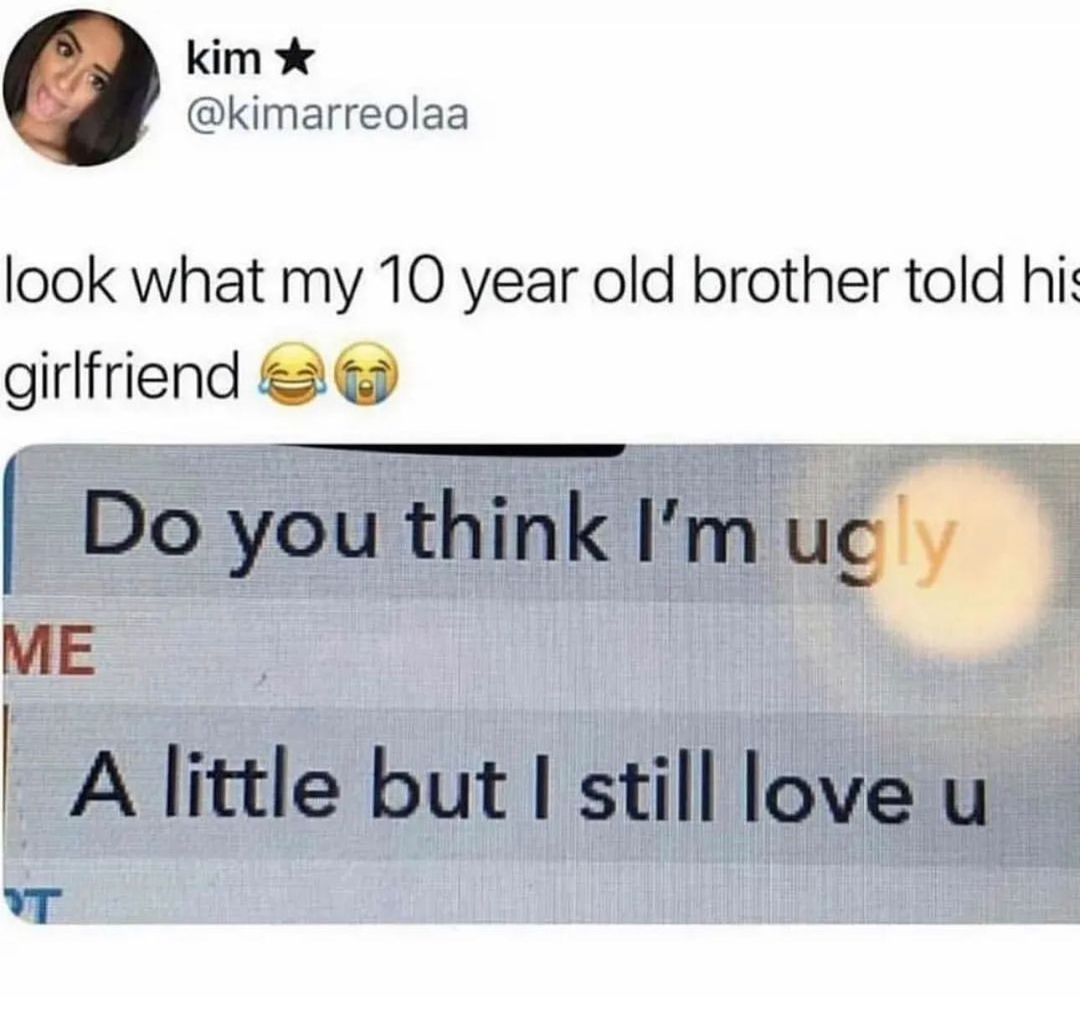 kim ★
@kimarreolaa
look what my 10 year old brother told his
girlfriend 😂😭
Do you think I'm ugly
ME
A little but I still love u